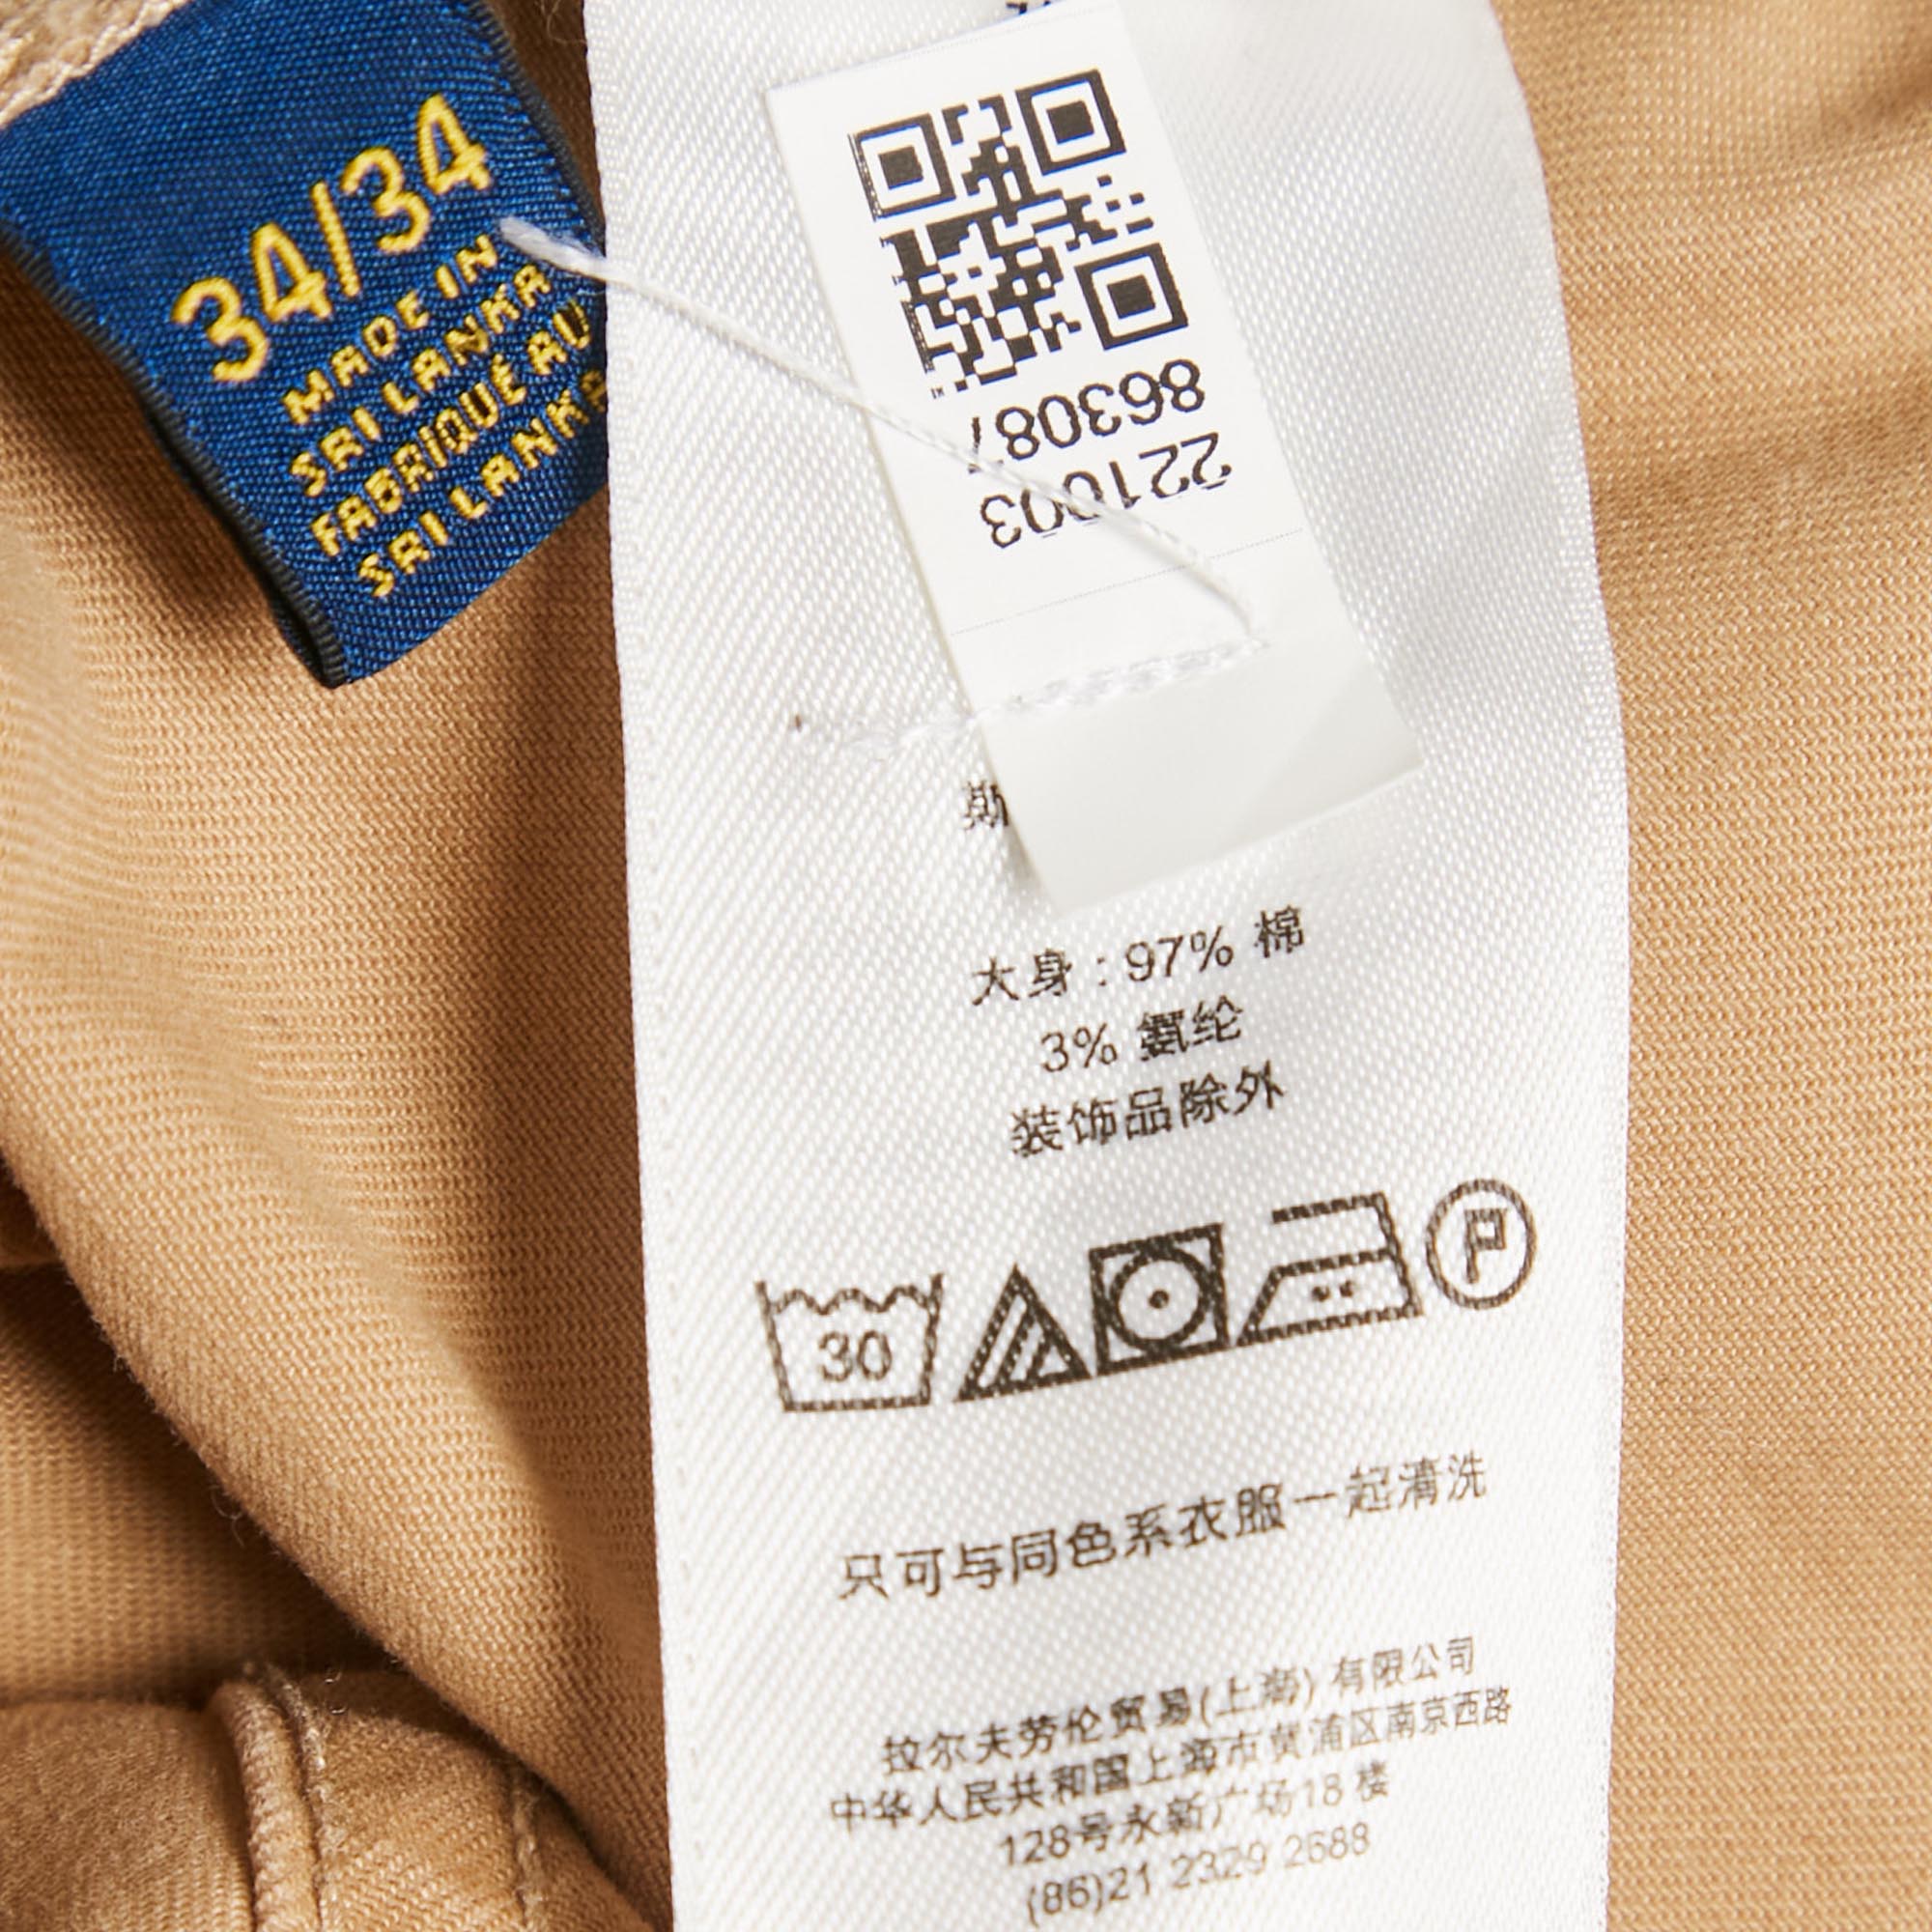 34/34
MADE IN
SRI LANKA
FABRIQUÉ AU
SRI LANKA
863087
221003
斯
大身 : 97% 棉
3% 氨纶
装饰品除外
30
P
只可与同色系衣服一起清洗
拉尔夫劳伦贸易(上海) 有限公司
中华人民共和国上海市黄浦区南京西路
128号永新广场18 楼
(86)21 2329 2688